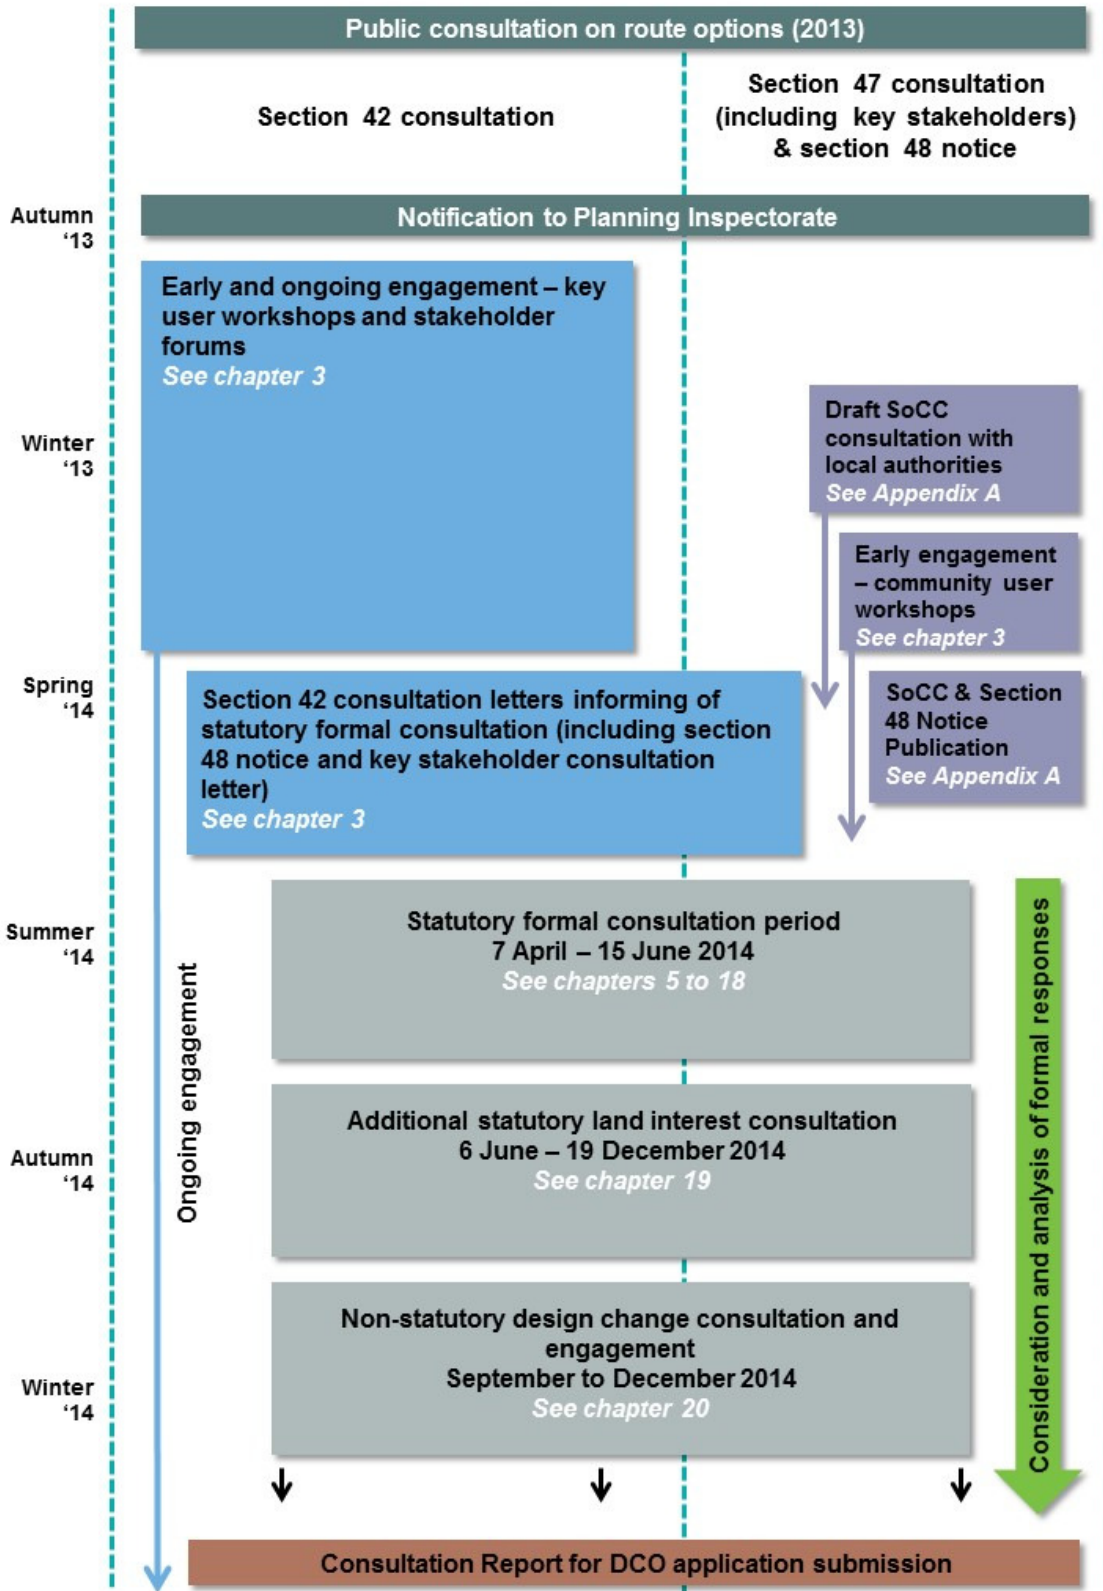 Public consultation on route options (2013)
Section 42 consultation
Section 47 consultation
(including key stakeholders)
& section 48 notice
Autumn
‘13
Notification to Planning Inspectorate
Early and ongoing engagement – key
user workshops and stakeholder
forums
See chapter 3
Winter
‘13
Draft SoCC
consultation with
local authorities
See Appendix A
Early engagement
– community user
workshops
See chapter 3
Spring
‘14
Section 42 consultation letters informing of
statutory formal consultation (including section
48 notice and key stakeholder consultation
letter)
See chapter 3
SoCC & Section
48 Notice
Publication
See Appendix A
Summer
‘14
Statutory formal consultation period
7 April – 15 June 2014
See chapters 5 to 18
Ongoing engagement
Consideration and analysis of formal responses
Autumn
‘14
Additional statutory land interest consultation
6 June – 19 December 2014
See chapter 19
Winter
‘14
Non-statutory design change consultation and
engagement
September to December 2014
See chapter 20
Consultation Report for DCO application submission